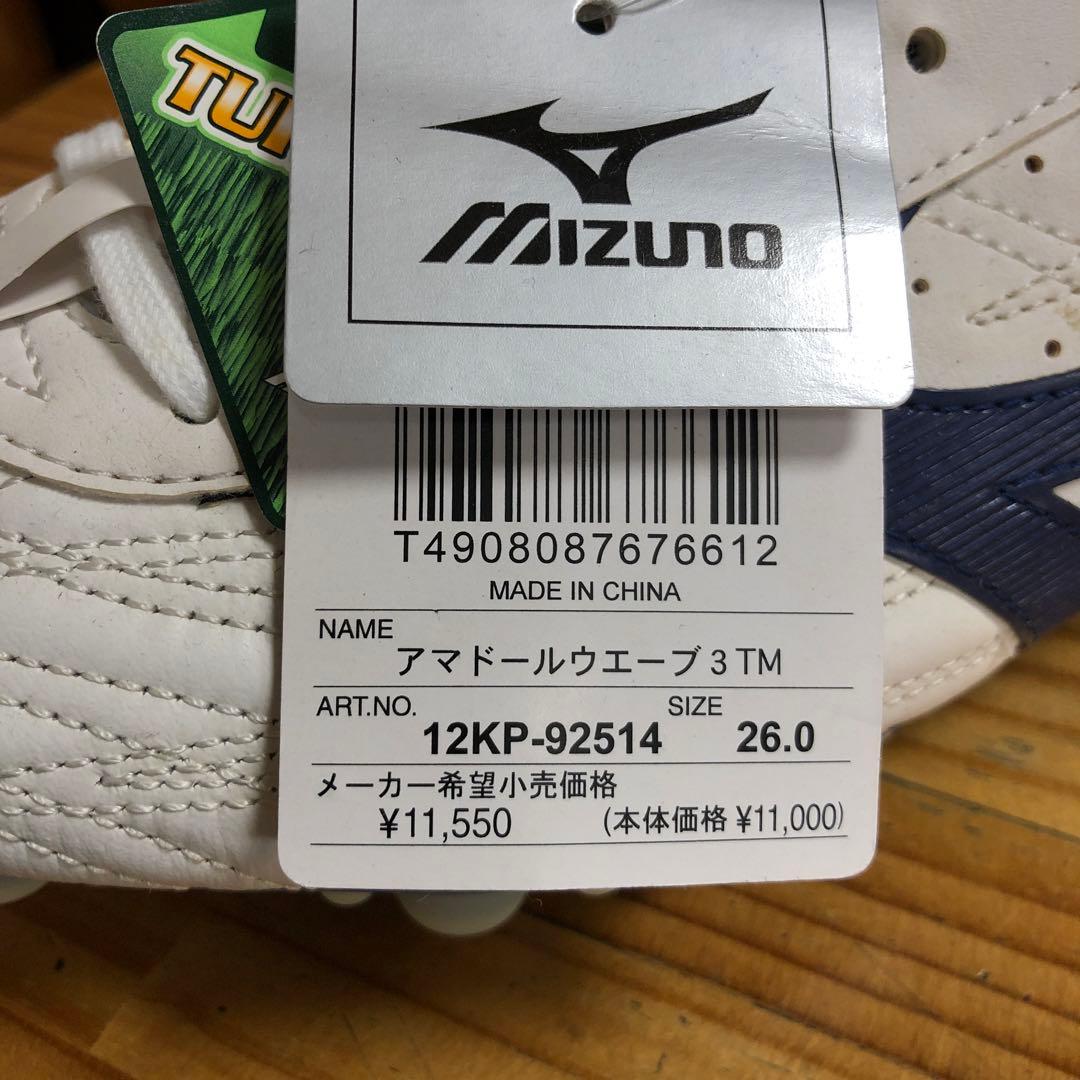 MIZUNO
T4908087676612
MADE IN CHINA
NAME
アマドールウエーブ3TM
ART.NO. SIZE
12KP-92514 26.0
メーカー希望小売価格
¥11,550 (本体価格 ¥11,000)